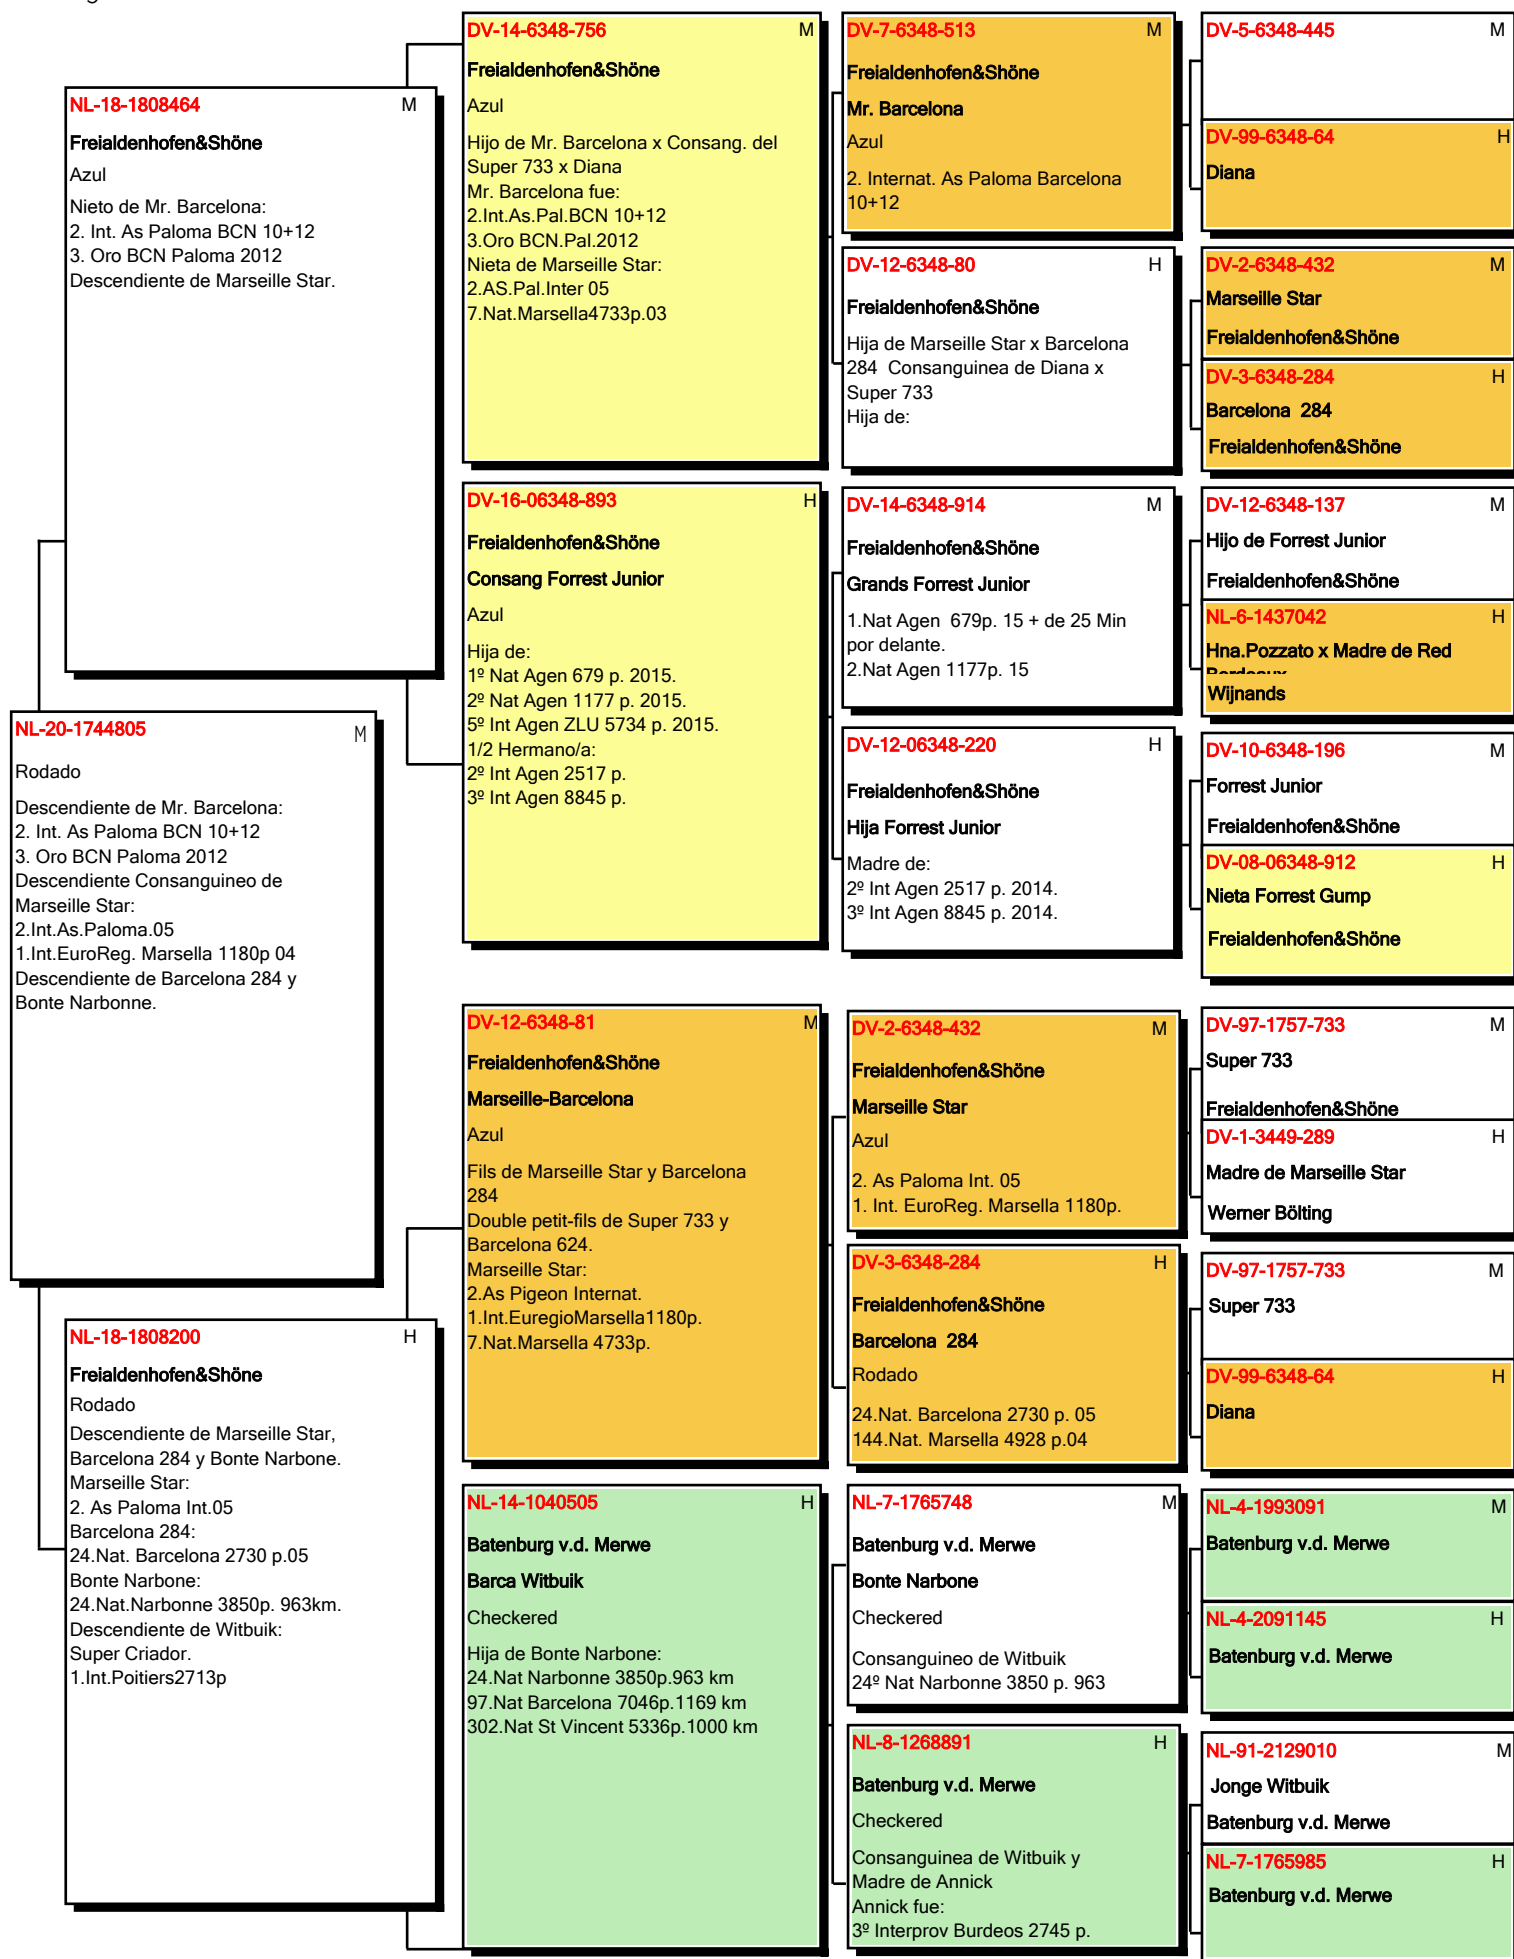 NL-20-1744805 M
Rodado
Descendiente de Mr. Barcelona:
2. Int. As Paloma BCN 10+12
3. Oro BCN Paloma 2012
Descendiente Consanguineo de
Marseille Star:
2.Int.As.Paloma.05
1.Int.EuroReg. Marsella 1180p 04
Descendiente de Barcelona 284 y
Bonte Narbonne.
NL-18-1808464 M
Freialdenhofen&Shöne
Azul
Nieto de Mr. Barcelona:
2. Int. As Paloma BCN 10+12
3. Oro BCN Paloma 2012
Descendiente de Marseille Star.
NL-18-1808200 H
Freialdenhofen&Shöne
Rodado
Descendiente de Marseille Star,
Barcelona 284 y Bonte Narbone.
Marseille Star:
2. As Paloma Int.05
Barcelona 284:
24.Nat. Barcelona 2730 p.05
Bonte Narbone:
24.Nat.Narbonne 3850p. 963km.
Descendiente de Witbuik:
Super Criador.
1.Int.Poitiers2713p
DV-14-6348-756 M
Freialdenhofen&Shöne
Azul
Hijo de Mr. Barcelona x Consang. del
Super 733 x Diana
Mr. Barcelona fue:
2.Int.As.Pal.BCN 10+12
3.Oro BCN.Pal.2012
Nieta de Marseille Star:
2.AS.Pal.Inter 05
7.Nat.Marsella4733p.03
DV-16-06348-893 H
Freialdenhofen&Shöne
Consang Forrest Junior
Azul
Hija de:
1º Nat Agen 679 p. 2015.
2º Nat Agen 1177 p. 2015.
5º Int Agen ZLU 5734 p. 2015.
1/2 Hermano/a:
2º Int Agen 2517 p.
3º Int Agen 8845 p.
DV-12-6348-81 M
Freialdenhofen&Shöne
Marseille-Barcelona
Azul
Fils de Marseille Star y Barcelona
284
Double petit-fils de Super 733 y
Barcelona 624.
Marseille Star:
2.As Pigeon Internat.
1.Int.EuregioMarsella1180p.
7.Nat.Marsella 4733p.
NL-14-1040505 H
Batenburg v.d. Merwe
Barca Witbuik
Checkered
Hija de Bonte Narbone:
24.Nat Narbonne 3850p.963 km
97.Nat Barcelona 7046p.1169 km
302.Nat St Vincent 5336p.1000 km
DV-7-6348-513 M
Freialdenhofen&Shöne
Mr. Barcelona
Azul
2. Internat. As Paloma Barcelona
10+12
DV-12-6348-80 H
Freialdenhofen&Shöne
Hija de Marseille Star x Barcelona
284 Consanguinea de Diana x
Super 733
Hija de:
DV-14-6348-914 M
Freialdenhofen&Shöne
Grands Forrest Junior
1.Nat Agen 679p. 15 + de 25 Min
por delante.
2.Nat Agen 1177p. 15
DV-12-06348-220 H
Freialdenhofen&Shöne
Hija Forrest Junior
Madre de:
2º Int Agen 2517 p. 2014.
3º Int Agen 8845 p. 2014.
DV-2-6348-432 M
Freialdenhofen&Shöne
Marseille Star
Azul
2. As Paloma Int. 05
1. Int. EuroReg. Marsella 1180p.
DV-3-6348-284 H
Freialdenhofen&Shöne
Barcelona 284
Rodado
24.Nat. Barcelona 2730 p. 05
144.Nat. Marsella 4928 p.04
NL-7-1765748 M
Batenburg v.d. Merwe
Bonte Narbone
Checkered
Consanguineo de Witbuik
24º Nat Narbonne 3850 p. 963
NL-8-1268891 H
Batenburg v.d. Merwe
Checkered
Consanguinea de Witbuik y
Madre de Annick
Annick fue:
3º Interprov Burdeos 2745 p.
DV-5-6348-445 M
DV-99-6348-64 H
Diana
DV-2-6348-432 M
Marseille Star
Freialdenhofen&Shöne
DV-3-6348-284 H
Barcelona 284
Freialdenhofen&Shöne
DV-12-6348-137 M
Hijo de Forrest Junior
Freialdenhofen&Shöne
NL-6-1437042 H
Hna.Pozzato x Madre de Red
Bordeaux
Wijnands
DV-10-6348-196 M
Forrest Junior
Freialdenhofen&Shöne
DV-08-06348-912 H
Nieta Forrest Gump
Freialdenhofen&Shöne
DV-97-1757-733 M
Super 733
Freialdenhofen&Shöne
DV-1-3449-289 H
Madre de Marseille Star
Werner Bölting
DV-97-1757-733 M
Super 733
DV-99-6348-64 H
Diana
NL-4-1993091 M
Batenburg v.d. Merwe
NL-4-2091145 H
Batenburg v.d. Merwe
NL-91-2129010 M
Jonge Witbuik
Batenburg v.d. Merwe
NL-7-1765985 H
Batenburg v.d. Merwe